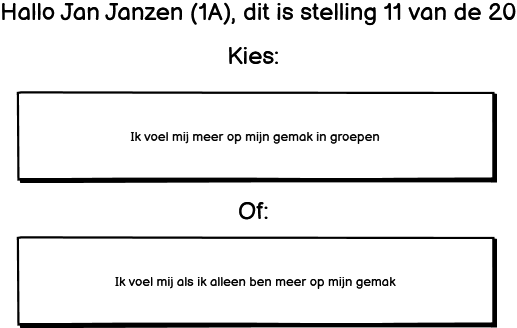 Hallo Jan Janzen (1A), dit is stelling 11 van de 20
Kies:
Ik voel mij meer op mijn gemak in groepen
Of:
Ik voel mij als ik alleen ben meer op mijn gemak